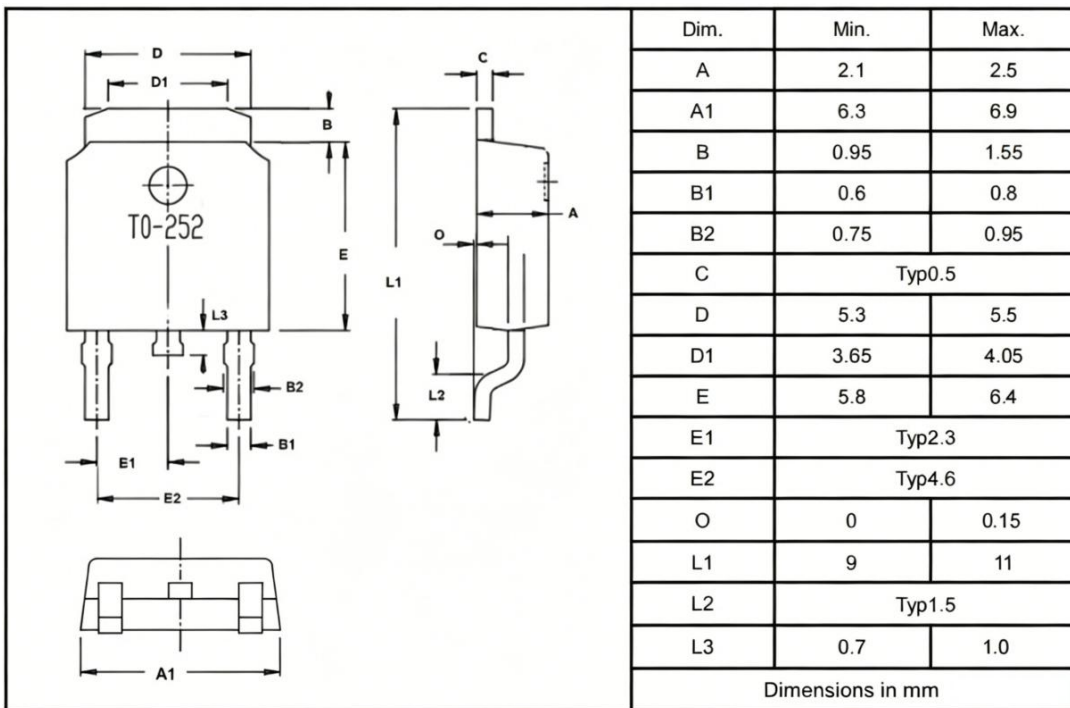 D
D1
B
TO-252
E
L3
B2
B1
E1
E2
A1
C
A
O
L1
L2
Dim. Min. Max.
A 2.1 2.5
A1 6.3 6.9
B 0.95 1.55
B1 0.6 0.8
B2 0.75 0.95
C Typ0.5
D 5.3 5.5
D1 3.65 4.05
E 5.8 6.4
E1 Typ2.3
E2 Typ4.6
O 0 0.15
L1 9 11
L2 Typ1.5
L3 0.7 1.0
Dimensions in mm